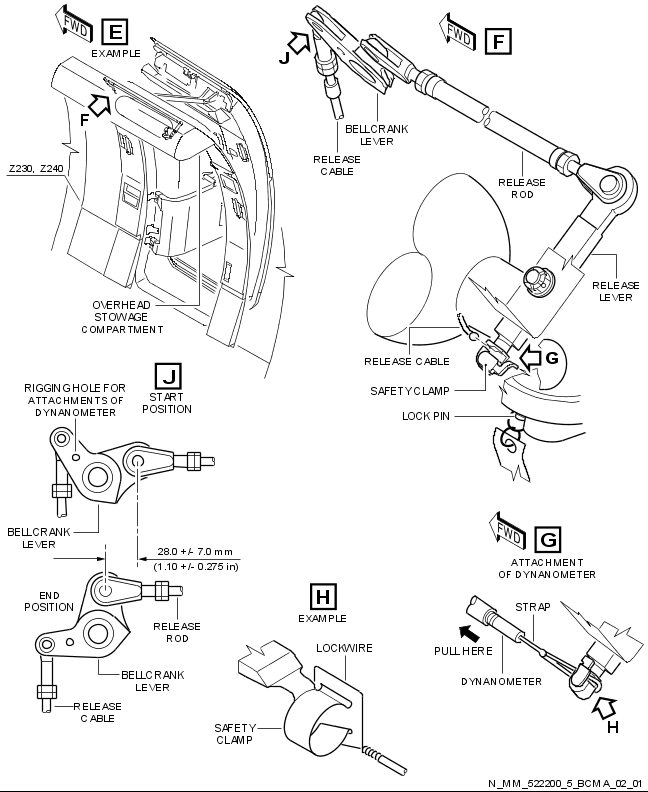 FWD
E
EXAMPLE
F
Z230, Z240
OVERHEAD
STOWAGE
COMPARTMENT
FWD
F
J
BELLCRANK
LEVER
RELEASE
CABLE
RELEASE
ROD
RELEASE
LEVER
RELEASE CABLE
G
SAFETY CLAMP
LOCK PIN
J
START
POSITION
RIGGING HOLE FOR
ATTACHMENTS OF
DYNANOMETER
BELLCRANK
LEVER
28.0 +/- 7.0 mm
(1.10 +/- 0.275 in)
END
POSITION
RELEASE
ROD
BELLCRANK
LEVER
RELEASE
CABLE
H
EXAMPLE
LOCKWIRE
SAFETY
CLAMP
FWD
G
ATTACHMENT
OF DYNANOMETER
STRAP
PULL HERE
DYNANOMETER
H
N_MM_522200_5_BCMA_02_01